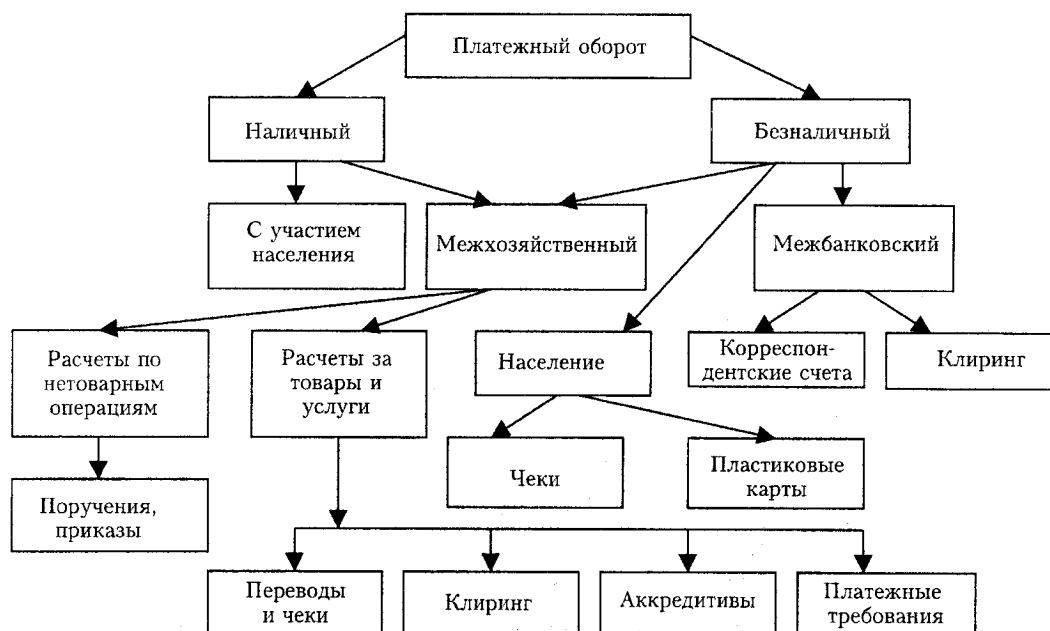 Платежный оборот
Наличный
Безналичный
С участием
населения
Межхозяйственный
Межбанковский
Расчеты по
нетоварным
операциям
Расчеты за
товары и
услуги
Население
Корреспон-
дентские счета
Клиринг
Чеки
Пластиковые
карты
Поручения,
приказы
Переводы
и чеки
Клиринг
Аккредитивы
Платежные
требования